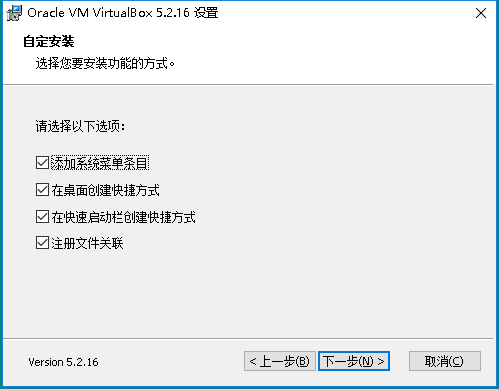 Oracle VM VirtualBox 5.2.16 设置
自定安装
选择您要安装功能的方式。
请选择以下选项：
添加系统菜单条目
在桌面创建快捷方式
在快速启动栏创建快捷方式
注册文件关联
Version 5.2.16
< 上一步(B)
下一步(N) >
取消(C)